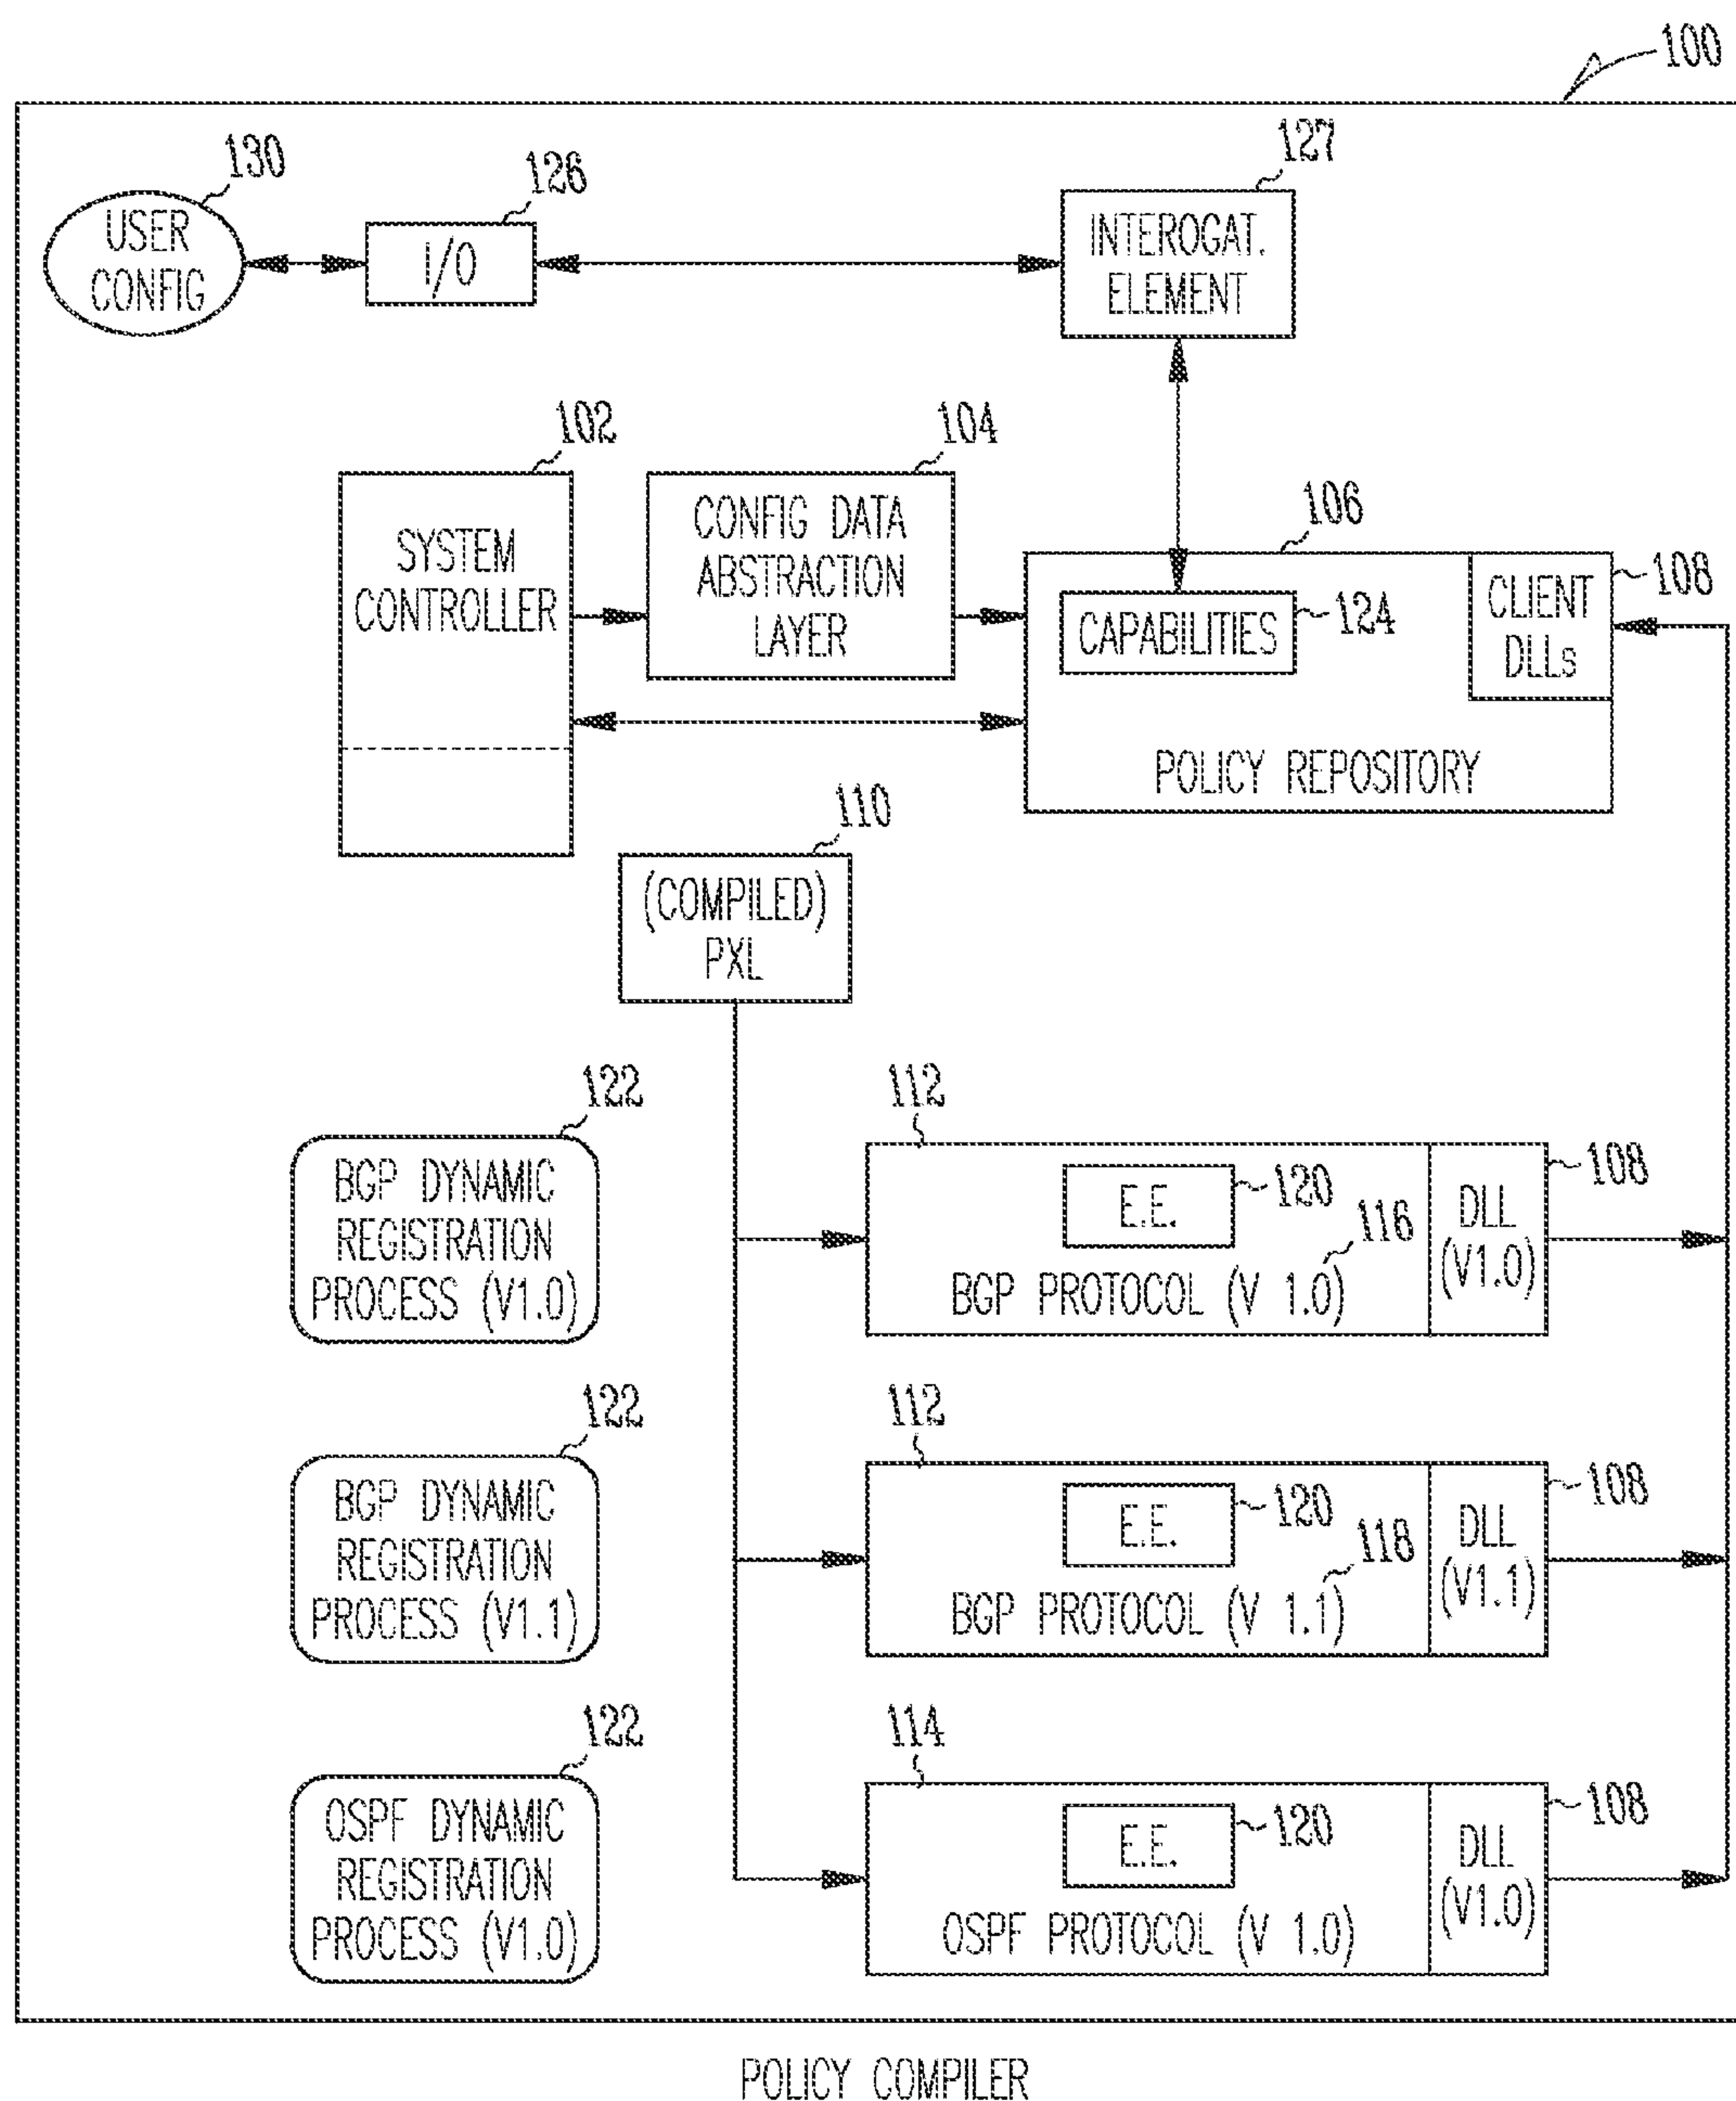 100
130
126
127
USER
CONFIG
I/O
INTEROGAT.
ELEMENT
102
104
106
108
SYSTEM
CONTROLLER
CONFIG DATA
ABSTRACTION
LAYER
CAPABILITIES
124
CLIENT
DLLs
POLICY REPOSITORY
110
(COMPILED)
PXL
122
BGP DYNAMIC
REGISTRATION
PROCESS (V1.0)
112
E.E.
120
116
BGP PROTOCOL (V 1.0)
DLL
(V1.0)
108
122
BGP DYNAMIC
REGISTRATION
PROCESS (V1.1)
112
E.E.
120
118
BGP PROTOCOL (V 1.1)
DLL
(V1.1)
108
122
OSPF DYNAMIC
REGISTRATION
PROCESS (V1.0)
114
E.E.
120
OSPF PROTOCOL (V 1.0)
DLL
(V1.0)
108
POLICY COMPILER